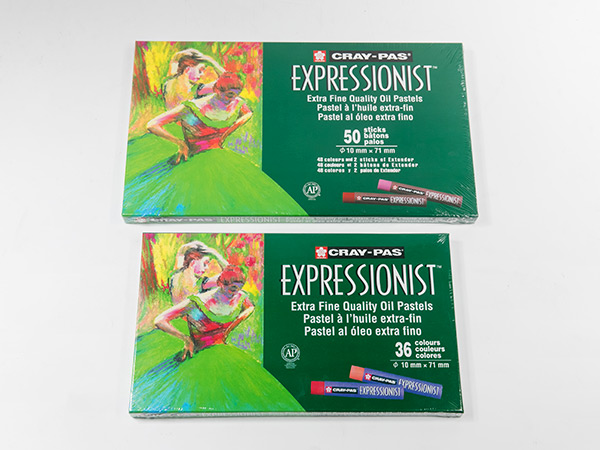 CRAY-PAS®
EXPRESSIONIST™
Extra Fine Quality Oil Pastels
Pastel à l'huile extra-fin
Pastel al óleo extra fino
50 sticks
bâtons
palos
⌀ 10 mm × 71 mm
48 colours and 2 sticks of Extender
48 couleurs et 2 bâtons de Extender
48 colores y 2 palos de Extender
AP
CRAY-PAS EXPRESSIONIST
CRAY-PAS EXPRESSIONIST
CRAY-PAS®
EXPRESSIONIST™
Extra Fine Quality Oil Pastels
Pastel à l'huile extra-fin
Pastel al óleo extra fino
36 colours
couleurs
colores
⌀ 10 mm × 71 mm
AP
EXPRESSIONIST
CRAY-PAS EXPRESSIONIST